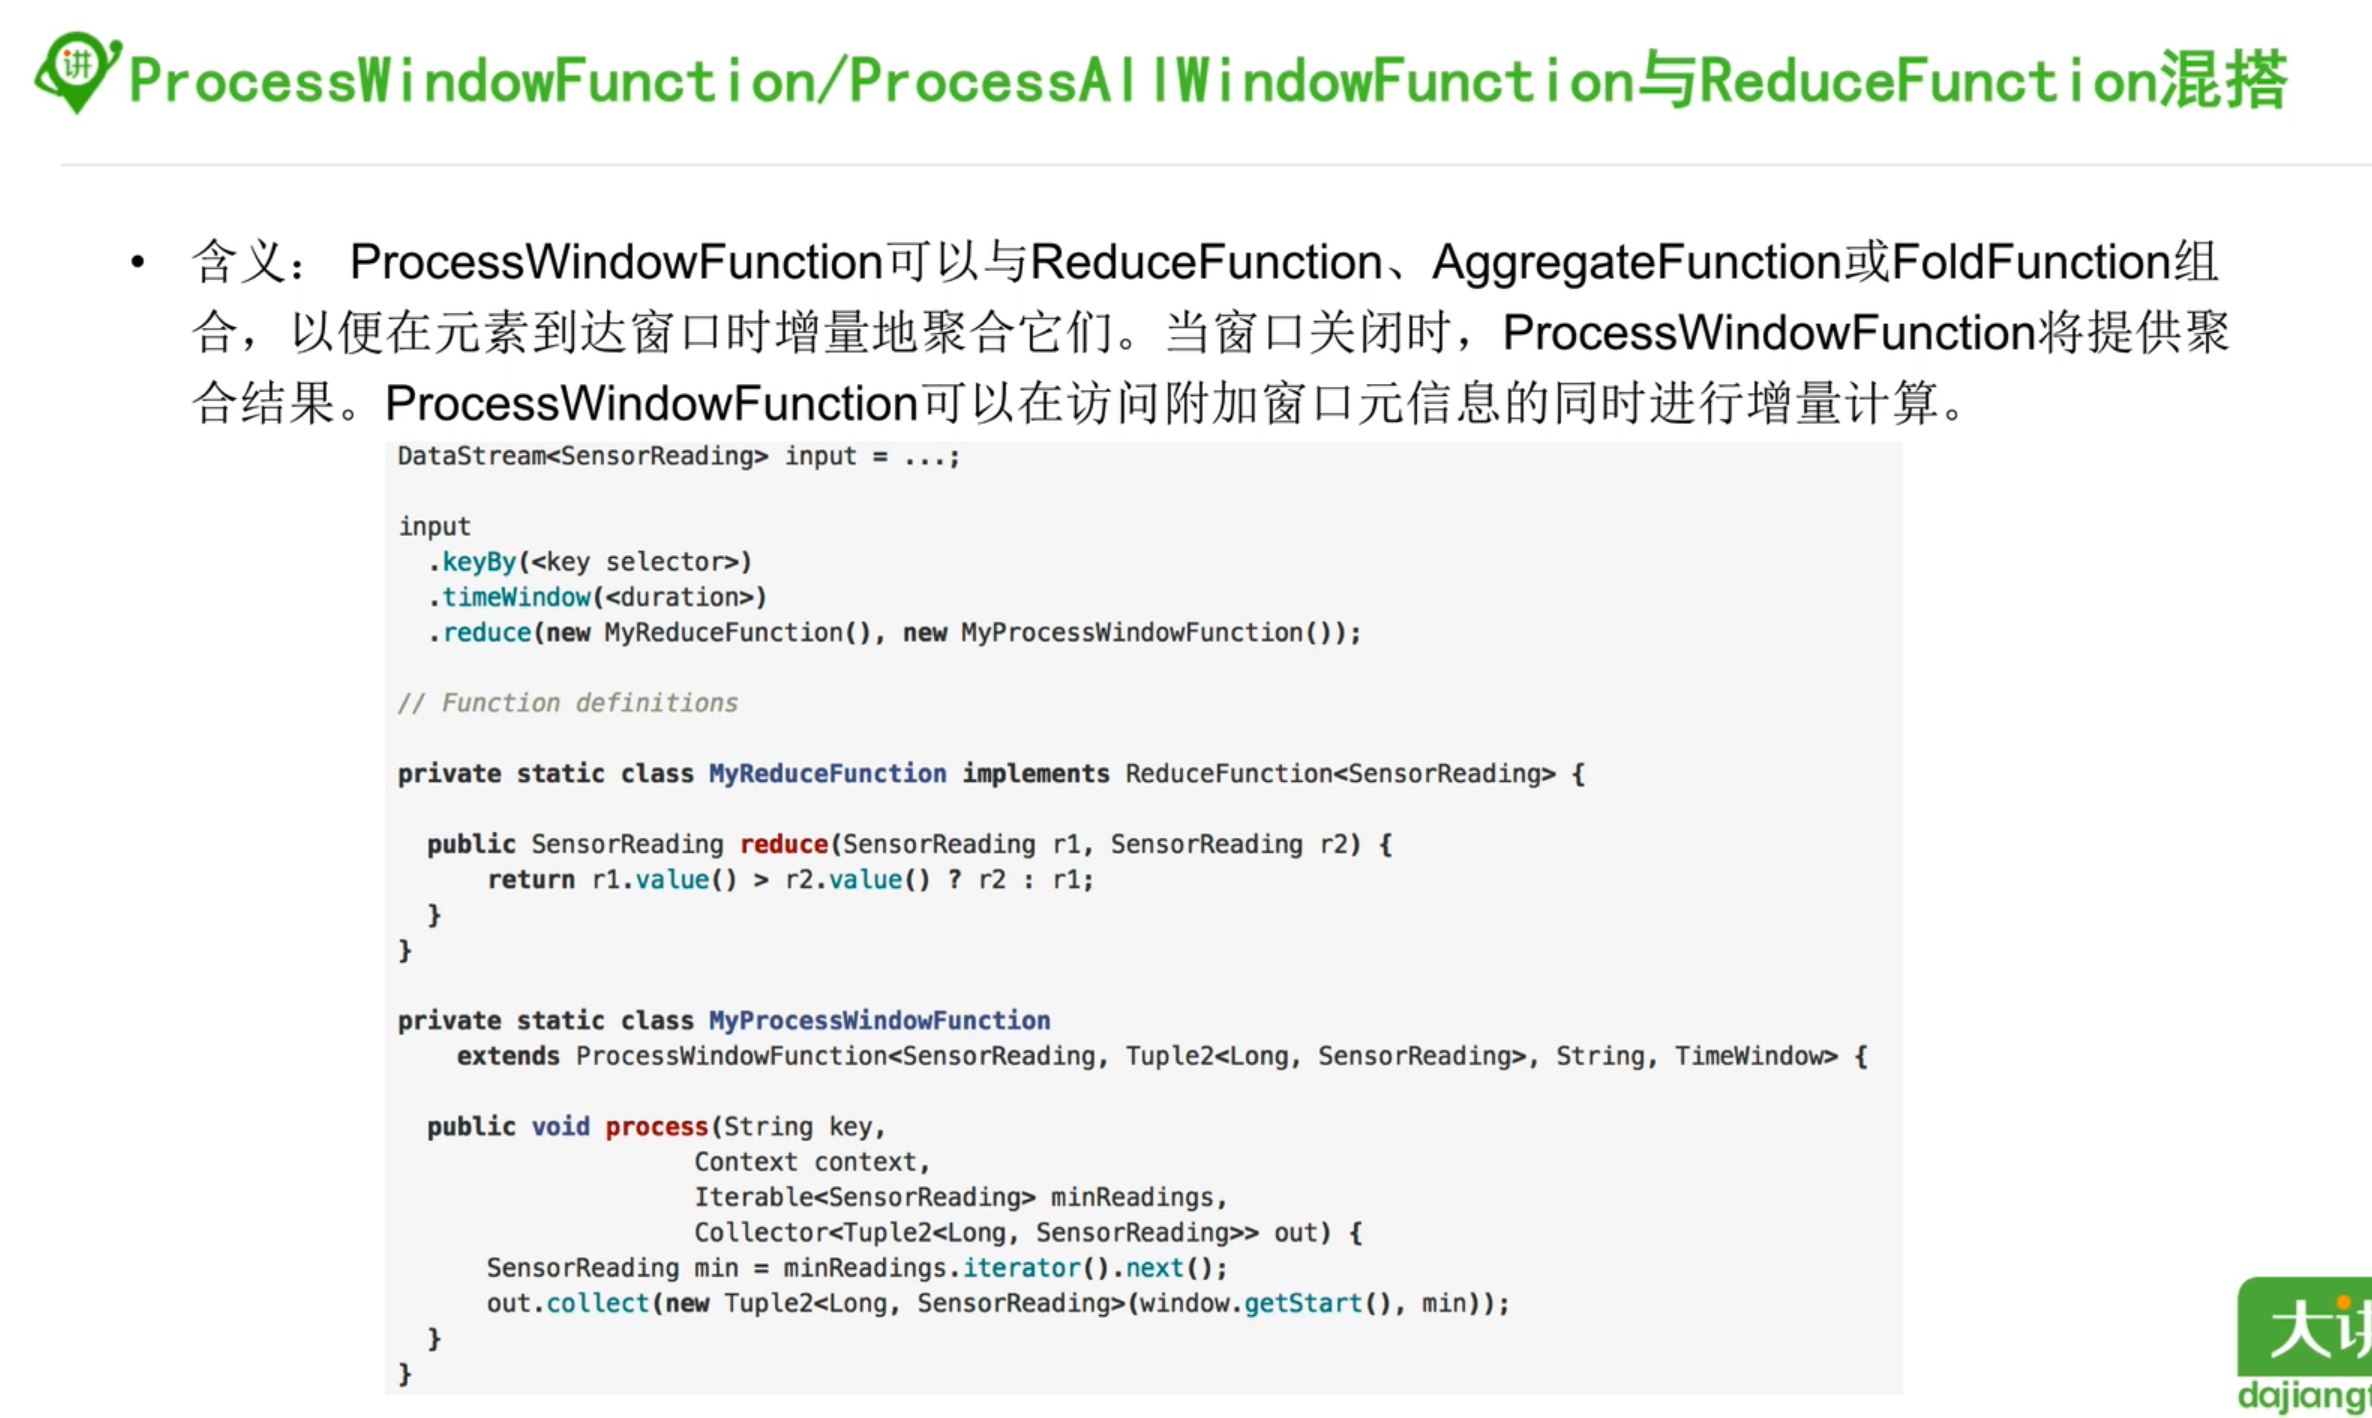 讲
ProcessWindowFunction/ProcessAllWindowFunction与ReduceFunction混搭
• 含义： ProcessWindowFunction可以与ReduceFunction、AggregateFunction或FoldFunction组
合，以便在元素到达窗口时增量地聚合它们。当窗口关闭时，ProcessWindowFunction将提供聚
合结果。ProcessWindowFunction可以在访问附加窗口元信息的同时进行增量计算。
DataStream<SensorReading> input = ...;
input
  .keyBy(<key selector>)
  .timeWindow(<duration>)
  .reduce(new MyReduceFunction(), new MyProcessWindowFunction());
// Function definitions
private static class MyReduceFunction implements ReduceFunction<SensorReading> {
  public SensorReading reduce(SensorReading r1, SensorReading r2) {
      return r1.value() > r2.value() ? r2 : r1;
  }
}
private static class MyProcessWindowFunction
    extends ProcessWindowFunction<SensorReading, Tuple2<Long, SensorReading>, String, TimeWindow> {
  public void process(String key,
                    Context context,
                    Iterable<SensorReading> minReadings,
                    Collector<Tuple2<Long, SensorReading>> out) {
      SensorReading min = minReadings.iterator().next();
      out.collect(new Tuple2<Long, SensorReading>(window.getStart(), min));
  }
}
大
dajiang